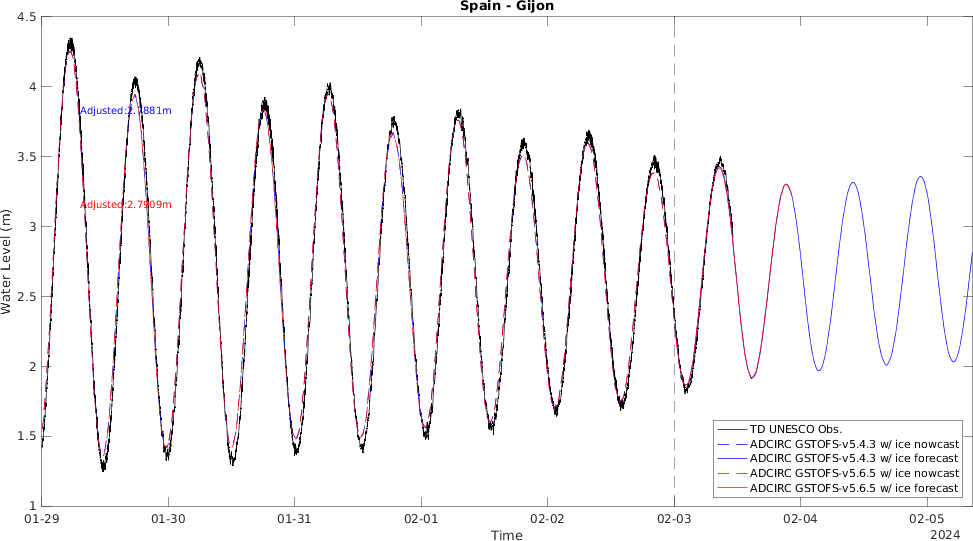 Spain - Gijon
4.5
4
3.5
3
2.5
2
1.5
1
Water Level (m)
Adjusted:2.7881m
Adjusted:2.7909m
TD UNESCO Obs.
ADCIRC GSTOFS-v5.4.3 w/ ice nowcast
ADCIRC GSTOFS-v5.4.3 w/ ice forecast
ADCIRC GSTOFS-v5.6.5 w/ ice nowcast
ADCIRC GSTOFS-v5.6.5 w/ ice forecast
01-29 01-30 01-31 02-01 02-02 02-03 02-04 02-05
Time
2024